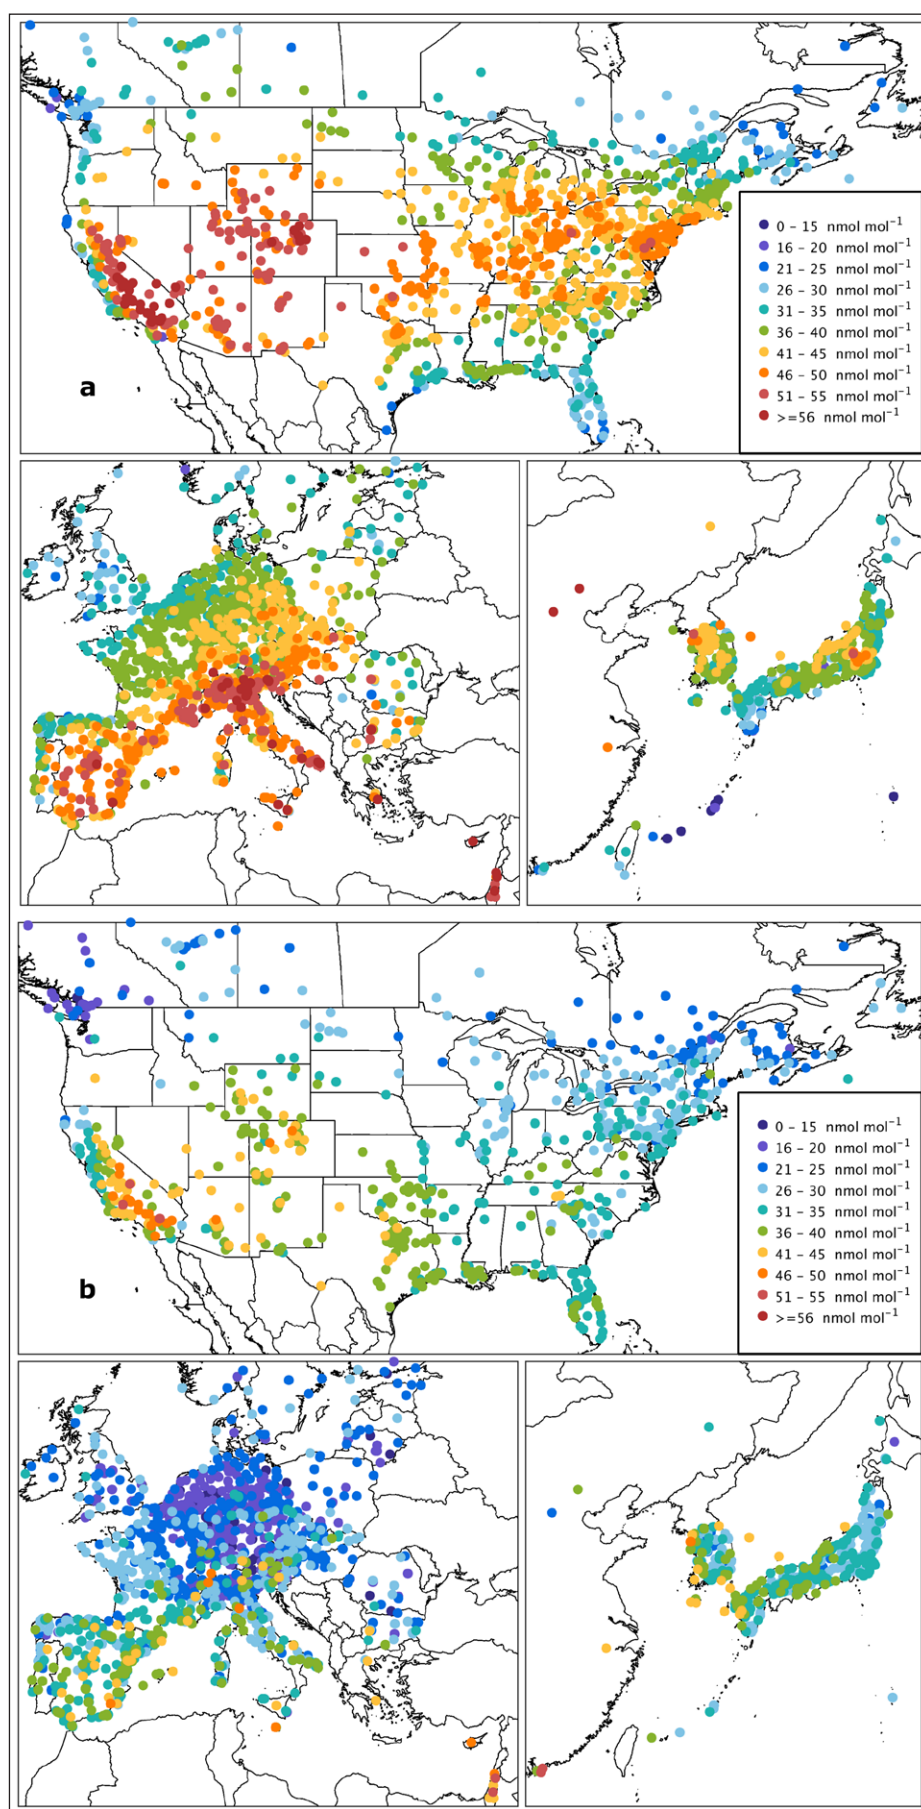 0 – 15 nmol mol⁻¹
16 – 20 nmol mol⁻¹
21 – 25 nmol mol⁻¹
26 – 30 nmol mol⁻¹
31 – 35 nmol mol⁻¹
36 – 40 nmol mol⁻¹
41 – 45 nmol mol⁻¹
46 – 50 nmol mol⁻¹
51 – 55 nmol mol⁻¹
>=56 nmol mol⁻¹
a
0 – 15 nmol mol⁻¹
16 – 20 nmol mol⁻¹
21 – 25 nmol mol⁻¹
26 – 30 nmol mol⁻¹
31 – 35 nmol mol⁻¹
36 – 40 nmol mol⁻¹
41 – 45 nmol mol⁻¹
46 – 50 nmol mol⁻¹
51 – 55 nmol mol⁻¹
>=56 nmol mol⁻¹
b